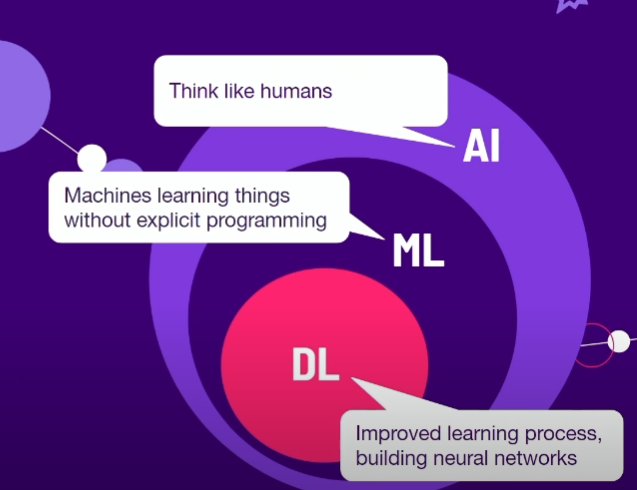 Think like humans
AI
Machines learning things
without explicit programming
ML
DL
Improved learning process,
building neural networks